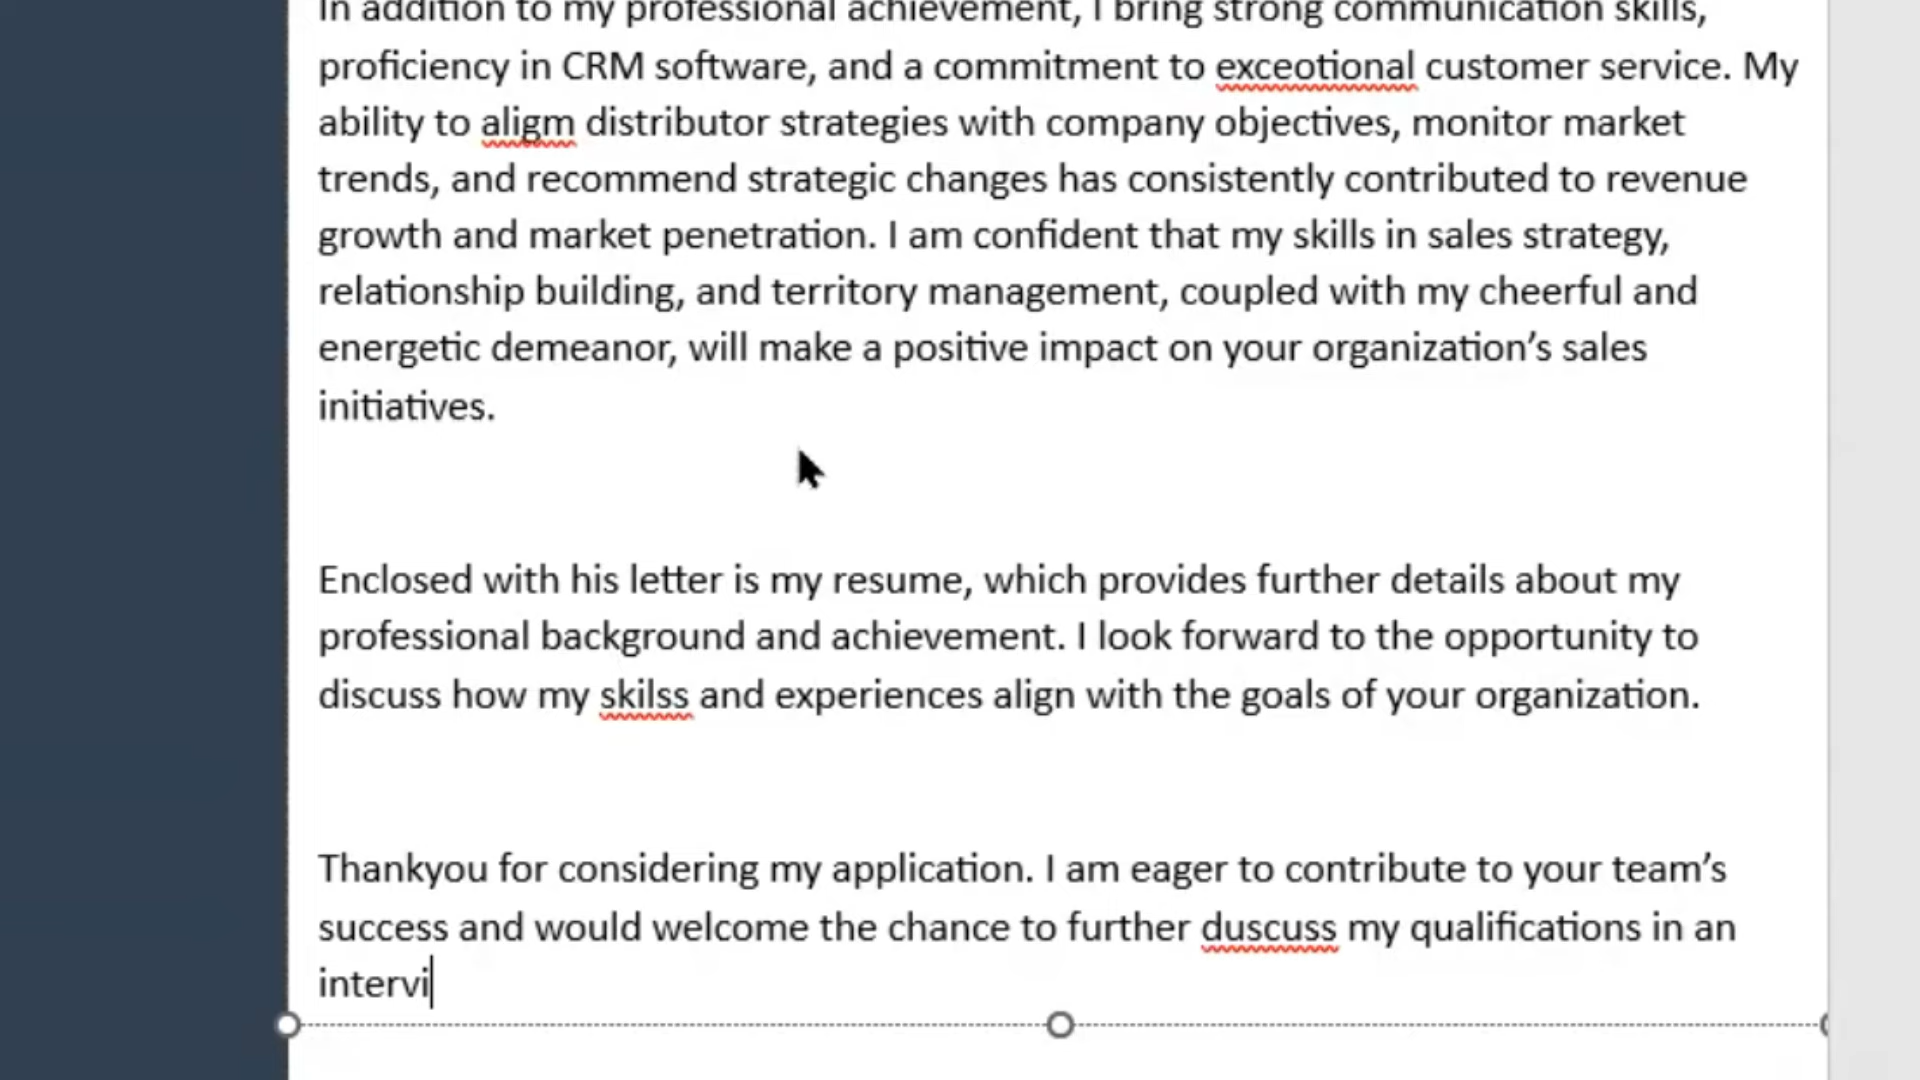 In addition to my professional achievement, I bring strong communication skills,
proficiency in CRM software, and a commitment to exceotional customer service. My
ability to aligm distributor strategies with company objectives, monitor market
trends, and recommend strategic changes has consistently contributed to revenue
growth and market penetration. I am confident that my skills in sales strategy,
relationship building, and territory management, coupled with my cheerful and
energetic demeanor, will make a positive impact on your organization’s sales
initiatives.
Enclosed with his letter is my resume, which provides further details about my
professional background and achievement. I look forward to the opportunity to
discuss how my skilss and experiences align with the goals of your organization.
Thankyou for considering my application. I am eager to contribute to your team’s
success and would welcome the chance to further duscuss my qualifications in an
intervi